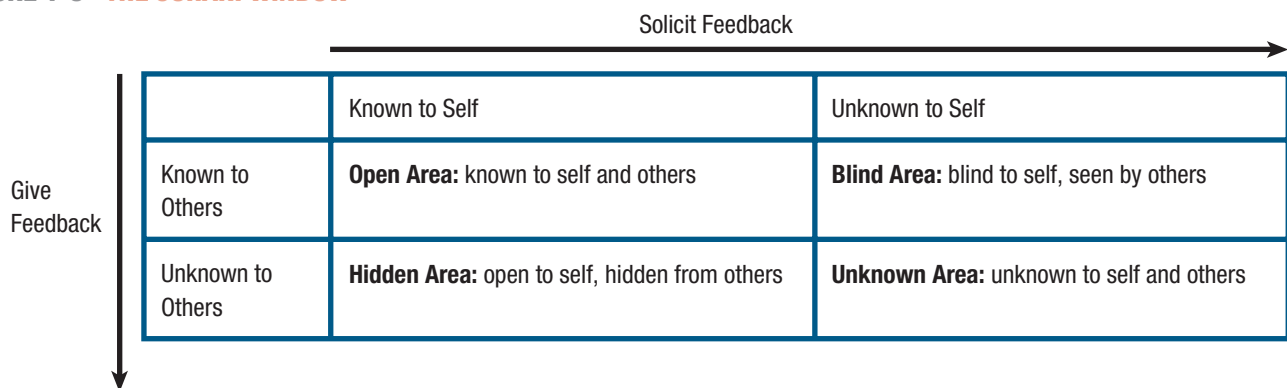 Solicit Feedback
Known to Self
Unknown to Self
Give
Feedback
Known to
Others
Open Area: known to self and others
Blind Area: blind to self, seen by others
Unknown to
Others
Hidden Area: open to self, hidden from others
Unknown Area: unknown to self and others